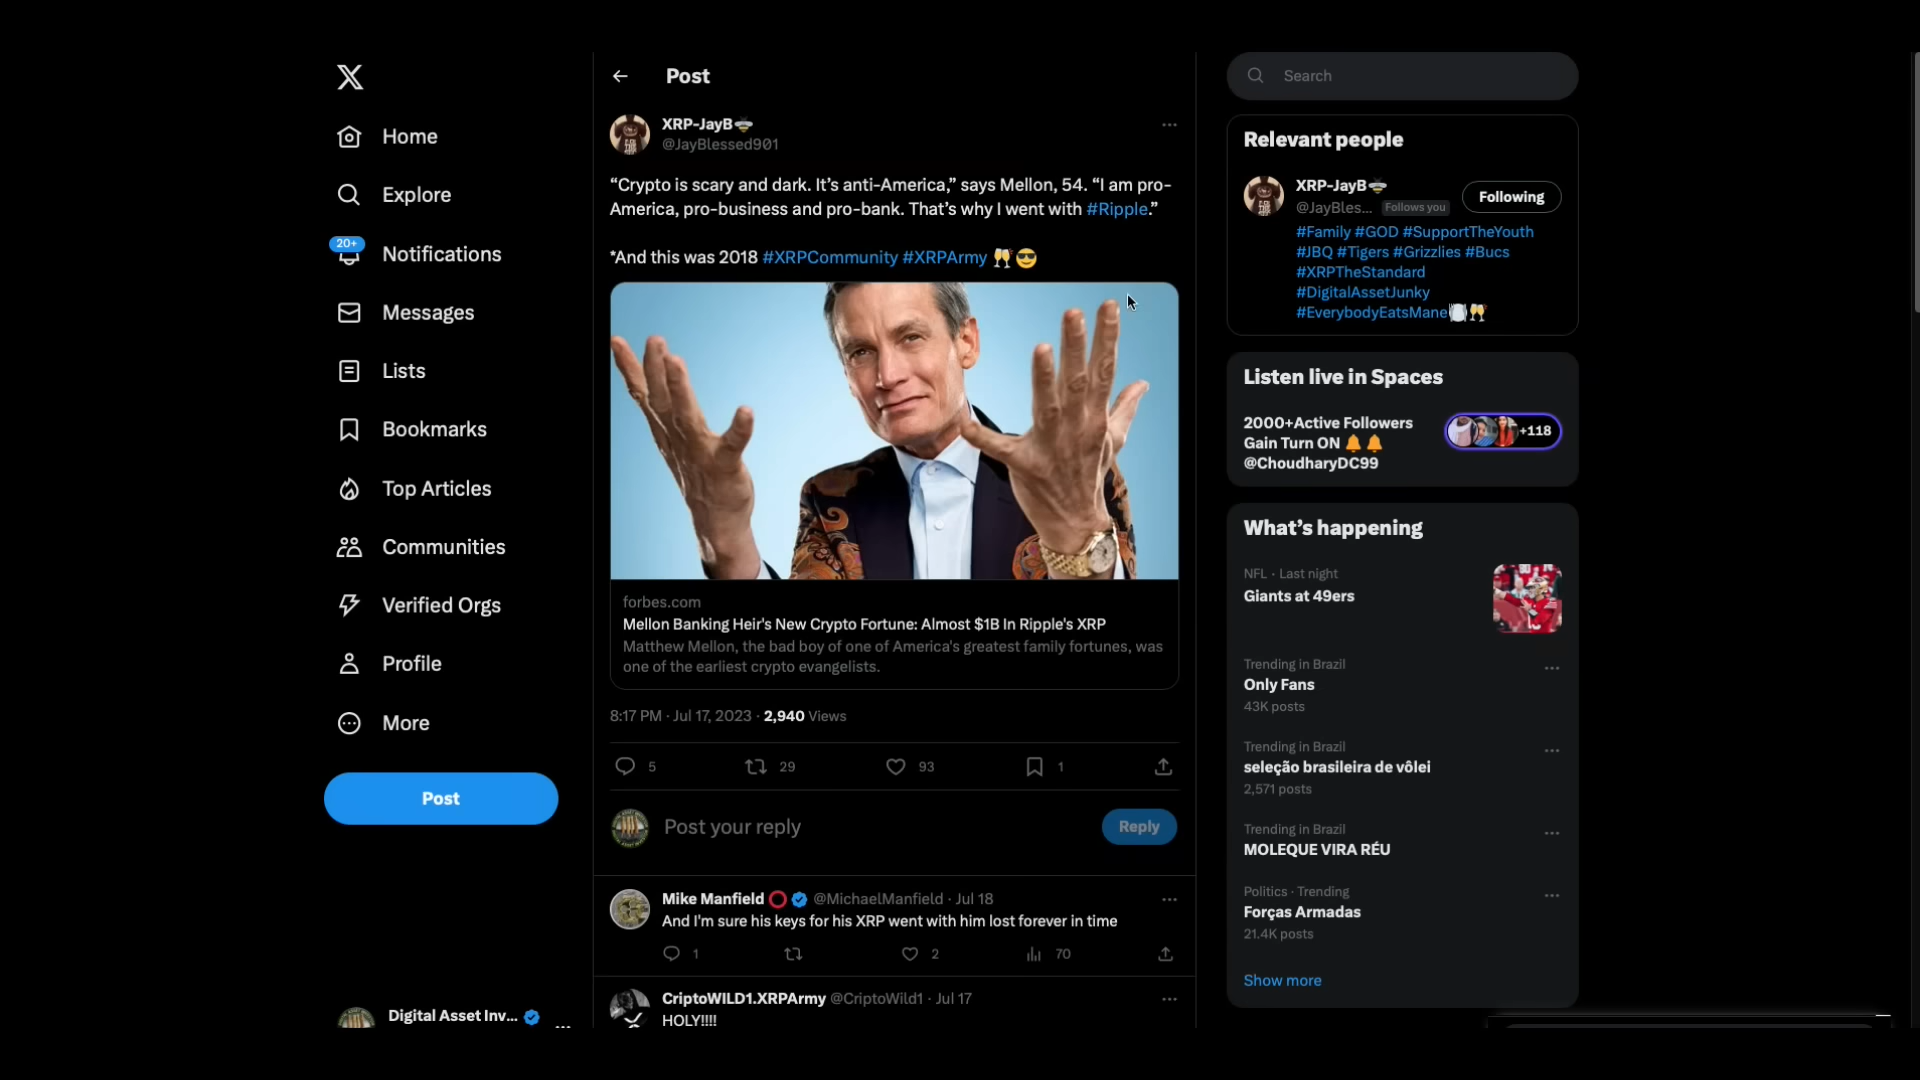 X
Home
Explore
20+
Notifications
Messages
Lists
Bookmarks
Top Articles
Communities
Verified Orgs
Profile
More
Post
Digital Asset Inv...
Post
XRP-JayB
@JayBlessed901
“Crypto is scary and dark. It’s anti-America,” says Mellon, 54. “I am pro-
America, pro-business and pro-bank. That’s why I went with #Ripple.”
*And this was 2018 #XRPCommunity #XRPArmy 🥂😎
forbes.com
Mellon Banking Heir's New Crypto Fortune: Almost $1B In Ripple's XRP
Matthew Mellon, the bad boy of one of America's greatest family fortunes, was
one of the earliest crypto evangelists.
8:17 PM · Jul 17, 2023 · 2,940 Views
5 29 93 1
Post your reply
Reply
Mike Manfield @MichaelManfield · Jul 18
And I'm sure his keys for his XRP went with him lost forever in time
1 2 70
CriptoWILD1.XRPArmy @CriptoWild1 · Jul 17
HOLY!!!!
Search
Relevant people
XRP-JayB
@JayBles... Follows you
Following
#Family #GOD #SupportTheYouth
#JBQ #Tigers #Grizzlies #Bucs
#XRPTheStandard
#DigitalAssetJunky
#EverybodyEatsMane🍽🥂
Listen live in Spaces
2000+Active Followers
Gain Turn ON 🔔🔔
@ChoudharyDC99
+118
What’s happening
NFL · Last night
Giants at 49ers
Trending in Brazil
Only Fans
43K posts
Trending in Brazil
seleção brasileira de vôlei
2,571 posts
Trending in Brazil
MOLEQUE VIRA RÉU
Politics · Trending
Forças Armadas
21.4K posts
Show more